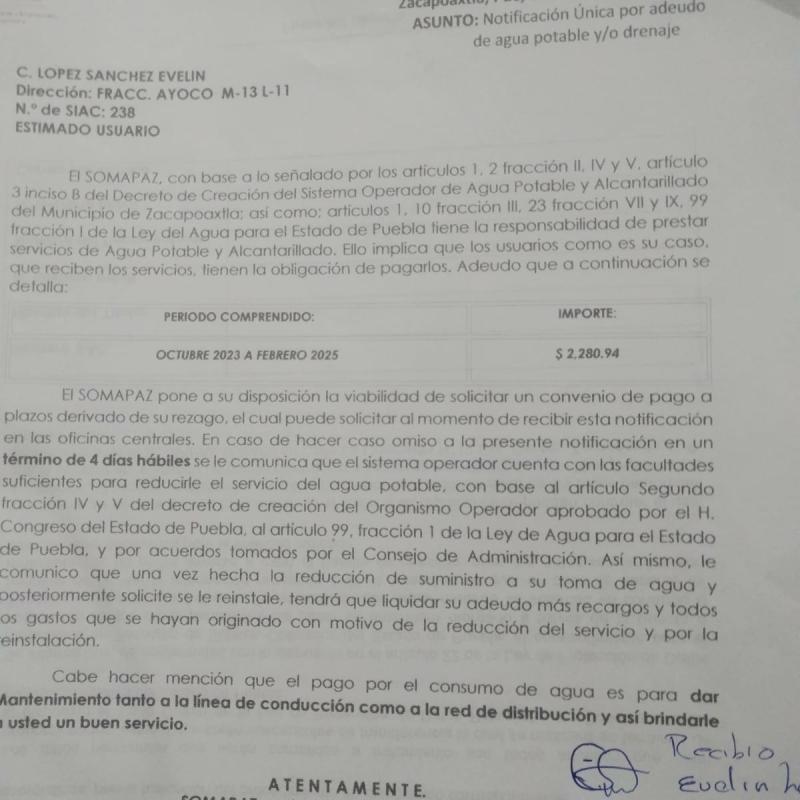 Zacapoaxtla,
ASUNTO: Notificación Única por adeudo
de agua potable y/o drenaje
C. LOPEZ SANCHEZ EVELIN
Dirección: FRACC. AYOCO M-13 L-11
N.º de SIAC: 238
ESTIMADO USUARIO
El SOMAPAZ, con base a lo señalado por los artículos 1, 2 fracción II, IV y V, artículo
3 inciso B del Decreto de Creación del Sistema Operador de Agua Potable y Alcantarillado
del Municipio de Zacapoaxtla; así como; artículos 1, 10 fracción III, 23 fracción VII y IX, 99
fracción I de la Ley del Agua para el Estado de Puebla tiene la responsabilidad de prestar
servicios de Agua Potable y Alcantarillado. Ello implica que los usuarios como es su caso,
que reciben los servicios, tienen la obligación de pagarlos. Adeudo que a continuación se
detalla:
PERIODO COMPRENDIDO: IMPORTE:
OCTUBRE 2023 A FEBRERO 2025 $ 2,280.94
El SOMAPAZ pone a su disposición la viabilidad de solicitar un convenio de pago a
plazos derivado de su rezago, el cual puede solicitar al momento de recibir esta notificación
en las oficinas centrales. En caso de hacer caso omiso a la presente notificación en un
término de 4 días hábiles se le comunica que el sistema operador cuenta con las facultades
suficientes para reducirle el servicio del agua potable, con base al artículo Segundo
fracción IV y V del decreto de creación del Organismo Operador aprobado por el H.
Congreso del Estado de Puebla, al artículo 99, fracción 1 de la Ley de Agua para el Estado
de Puebla, y por acuerdos tomados por el Consejo de Administración. Así mismo, le
comunico que una vez hecha la reducción de suministro a su toma de agua y
posteriormente solicite se le reinstale, tendrá que liquidar su adeudo más recargos y todos
los gastos que se hayan originado con motivo de la reducción del servicio y por la
reinstalación.
Cabe hacer mención que el pago por el consumo de agua es para dar
Mantenimiento tanto a la línea de conducción como a la red de distribución y así brindarle
a usted un buen servicio.
Recibio
Evelin
ATENTAMENTE.